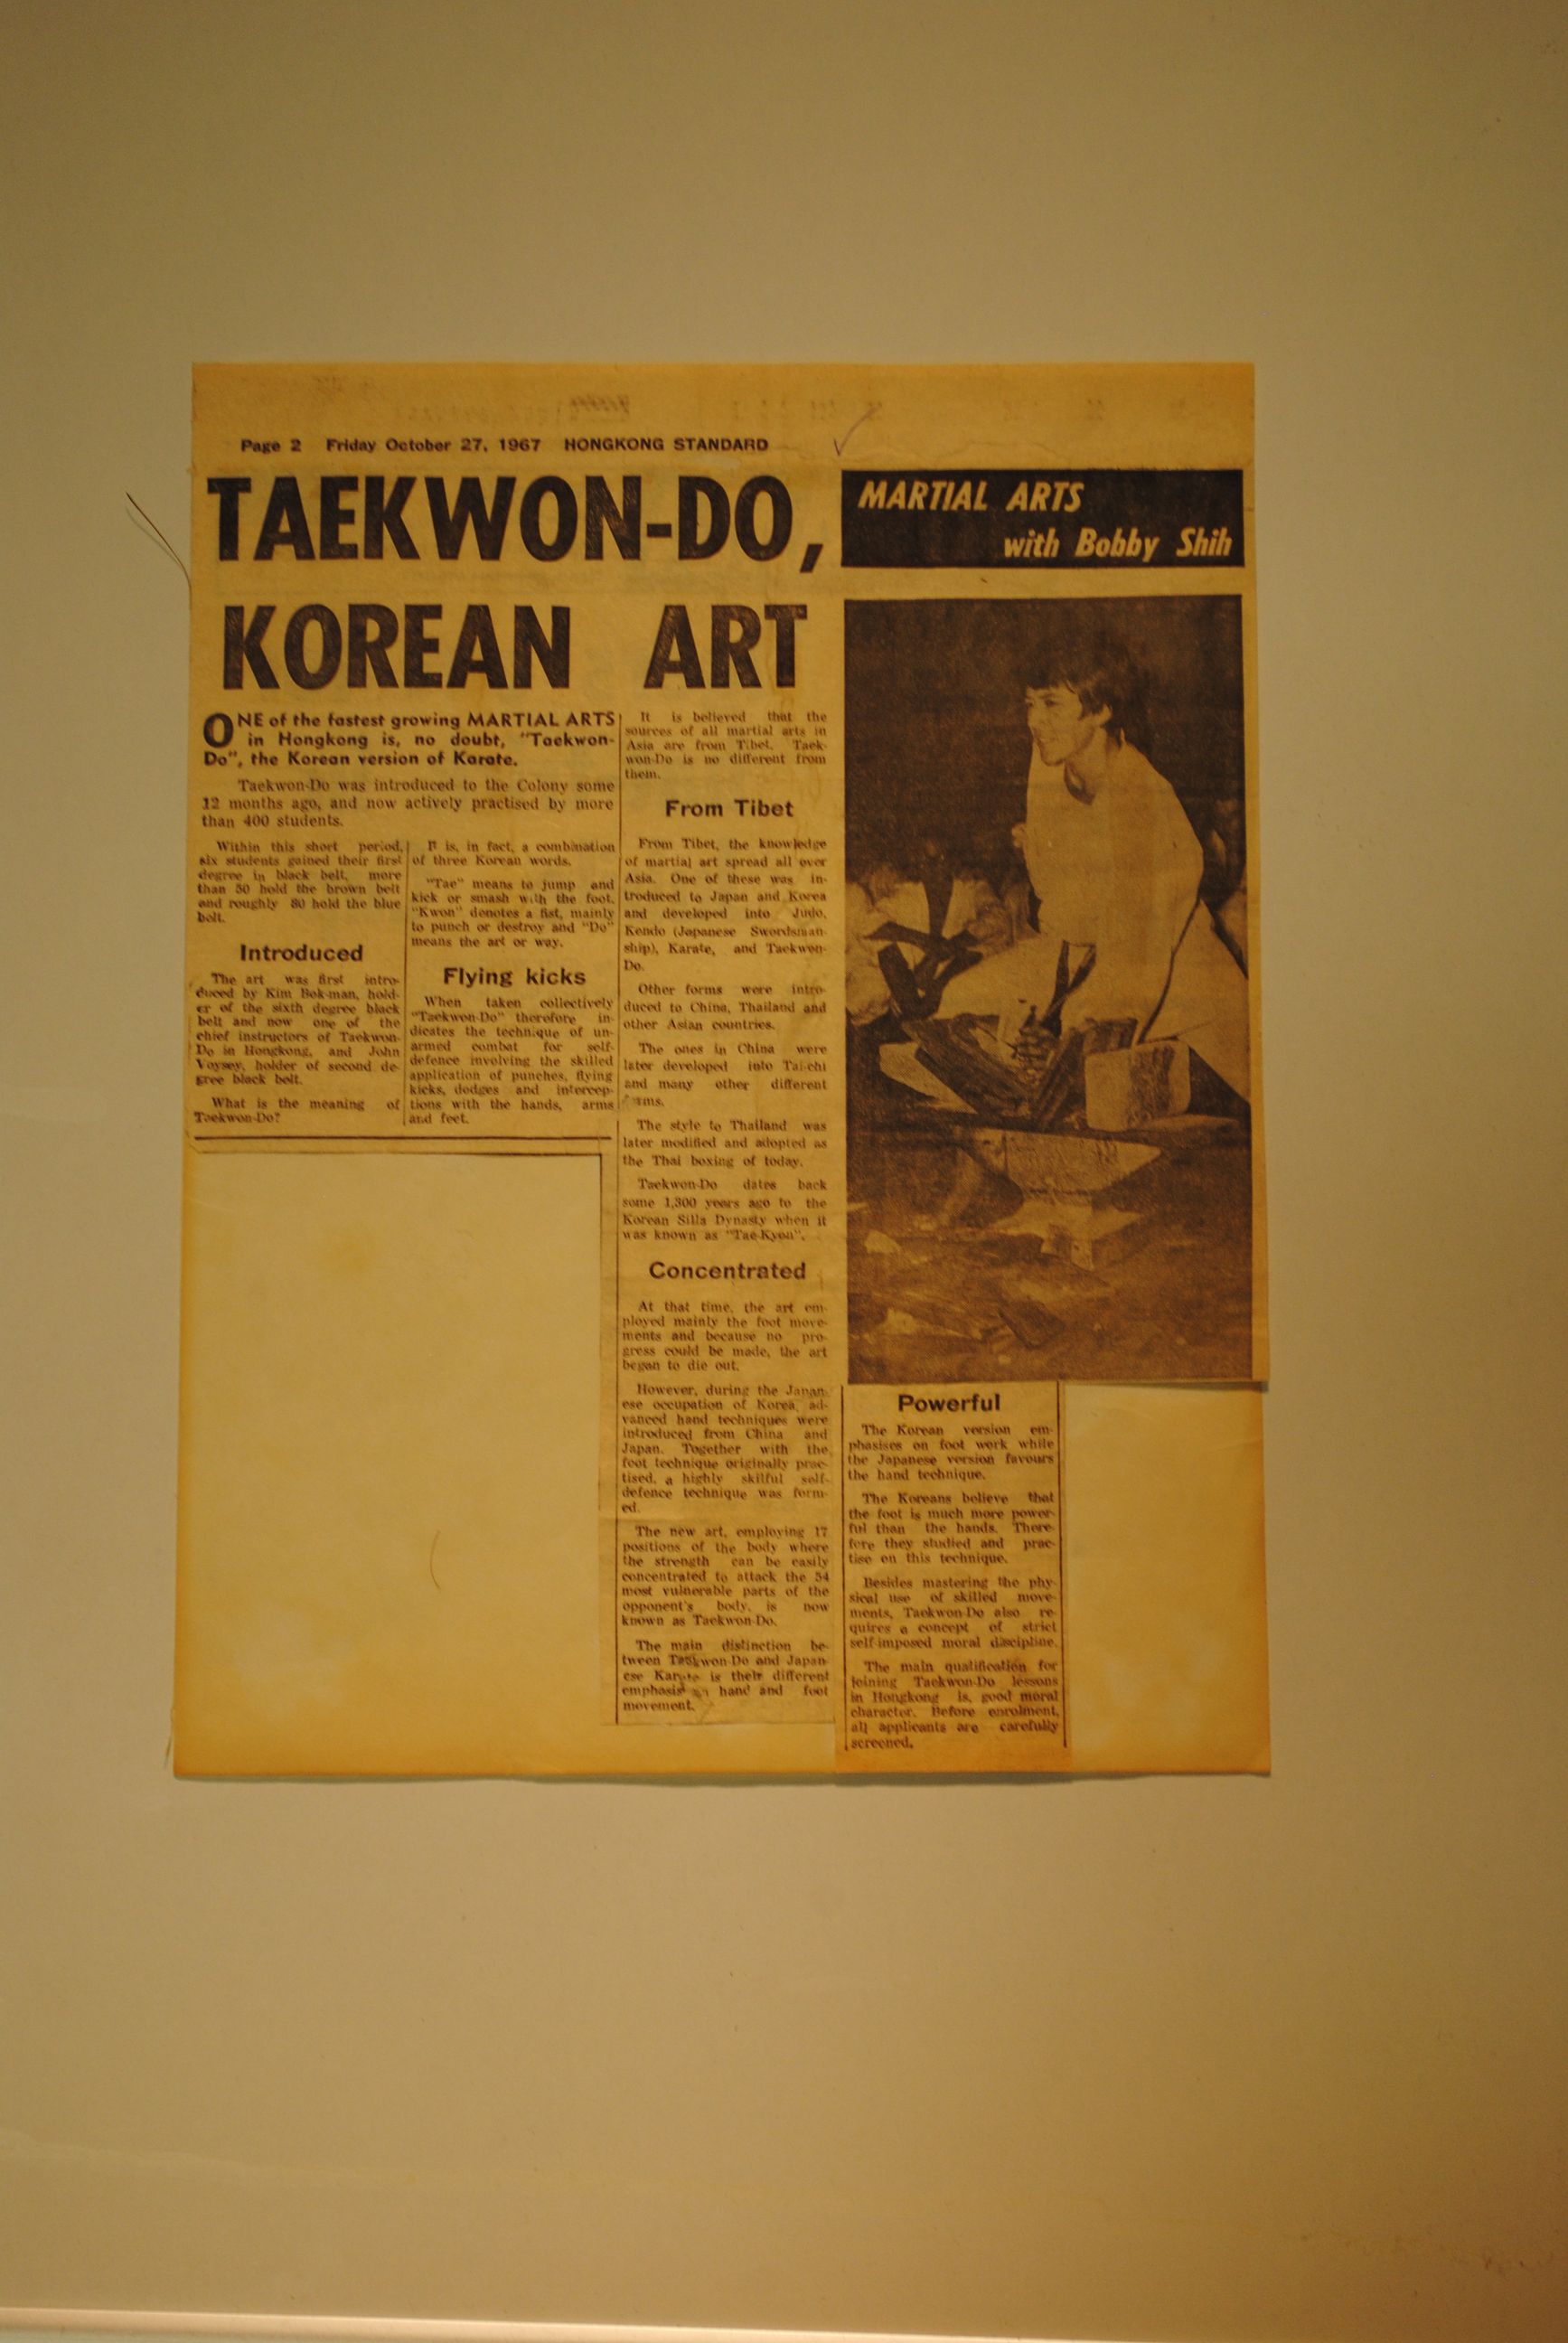 Page 2 Friday October 27, 1967 HONGKONG STANDARD
TAEKWON-DO,
KOREAN ART
MARTIAL ARTS
with Bobby Shih
ONE of the fastest growing MARTIAL ARTS
in Hongkong is, no doubt, "Taekwon-
Do", the Korean version of Karate.
Taekwon-Do was introduced to the Colony some
12 months ago, and now actively practised by more
than 400 students.
Within this short period,
six students gained their first
degree in black belt, more
than 50 hold the brown belt
and roughly 80 hold the blue
belt.
Introduced
The art was first intro-
duced by Kim Bok-man, hold-
er of the sixth degree black
belt and now one of the
chief instructors of Taekwon-
Do in Hongkong, and John
Voysey, holder of second de-
gree black belt.
What is the meaning of
Taekwon-Do?
It is, in fact, a combination
of three Korean words.
"Tae" means to jump and
kick or smash with the foot.
"Kwon" denotes a fist, mainly
to punch or destroy and "Do"
means the art or way.
Flying kicks
When taken collectively
"Taekwon-Do" therefore in-
dicates the technique of un-
armed combat for self-
defence involving the skilled
application of punches, flying
kicks, dodges and intercep-
tions with the hands, arms
and feet.
It is believed that the
sources of all martial arts in
Asia are from Tibet. Taek-
won-Do is no different from
them.
From Tibet
From Tibet, the knowledge
of martial art spread all over
Asia. One of these was in-
troduced to Japan and Korea
and developed into Judo,
Kendo (Japanese Swordsman-
ship), Karate, and Taekwon-
Do.
Other forms were intro-
duced to China, Thailand and
other Asian countries.
The ones in China were
later developed into Tai-chi
and many other different
forms.
The style to Thailand was
later modified and adopted as
the Thai boxing of today.
Taekwon-Do dates back
some 1,300 years ago to the
Korean Silla Dynasty when it
was known as "Tae-Kyon".
Concentrated
At that time, the art em-
ployed mainly the foot move-
ments and because no pro-
gress could be made, the art
began to die out.
However, during the Japan-
ese occupation of Korea, ad-
vanced hand techniques were
introduced from China and
Japan. Together with the
foot technique originally prac-
tised, a highly skilful self-
defence technique was form-
ed.
The new art, employing 17
positions of the body where
the strength can be easily
concentrated to attack the 54
most vulnerable parts of the
opponent's body, is now
known as Taekwon-Do.
The main distinction be-
tween Taekwon-Do and Japan-
ese Karate is their different
emphasis on hand and foot
movement.
Powerful
The Korean version em-
phasises on foot work while
the Japanese version favours
the hand technique.
The Koreans believe that
the foot is much more power-
ful than the hands. There-
fore they studied and prac-
tise on this technique.
Besides mastering the phy-
sical use of skilled move-
ments, Taekwon-Do also re-
quires a concept of strict
self-imposed moral discipline.
The main qualification for
joining Taekwon-Do lessons
in Hongkong is, good moral
character. Before enrolment,
all applicants are carefully
screened.